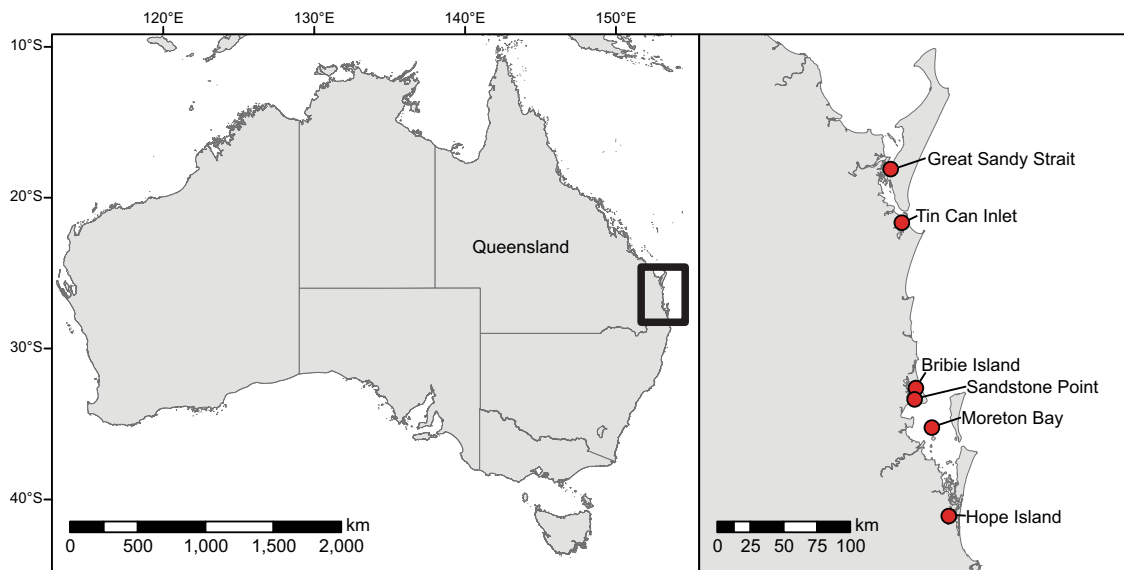 120°E 130°E 140°E 150°E
10°S
20°S
30°S
40°S
Queensland
km
0 500 1,000 1,500 2,000
Great Sandy Strait
Tin Can Inlet
Bribie Island
Sandstone Point
Moreton Bay
Hope Island
km
0 25 50 75 100